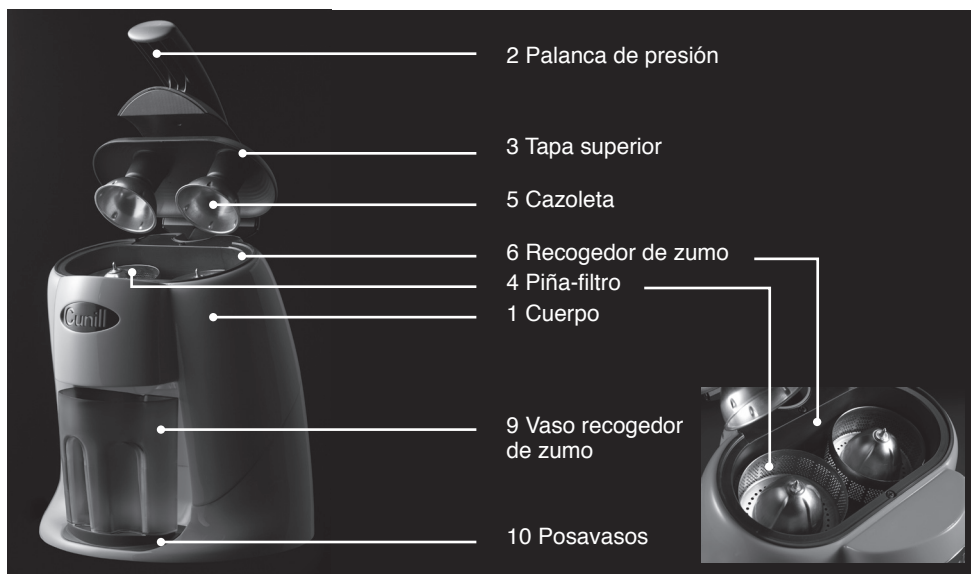 2 Palanca de presión
3 Tapa superior
5 Cazoleta
6 Recogedor de zumo
4 Piña-filtro
1 Cuerpo
Cunill
9 Vaso recogedor
de zumo
10 Posavasos